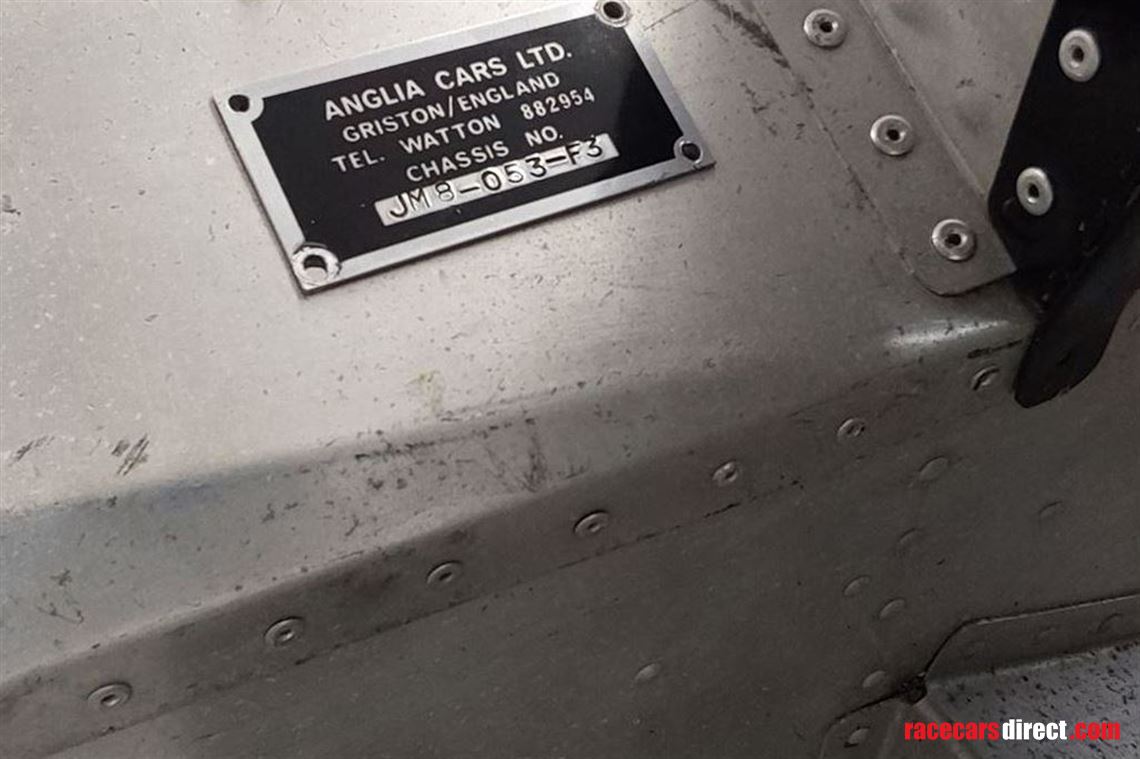 ANGLIA CARS LTD.
GRISTON/ENGLAND
TEL. WATTON 882954
CHASSIS NO.
JM8-053-F3
racecarsdirect.com